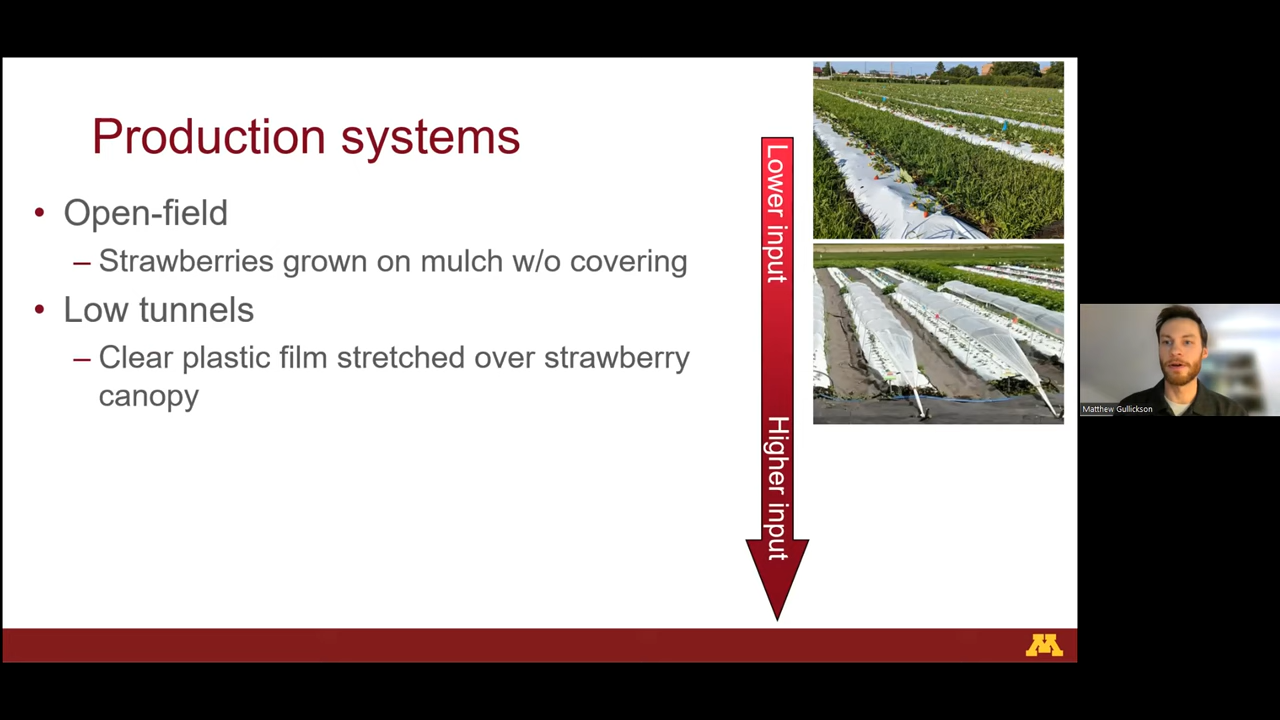 Production systems
• Open-field
– Strawberries grown on mulch w/o covering
• Low tunnels
– Clear plastic film stretched over strawberry
canopy
Lower input
Higher input
Matthew Gullickson
M